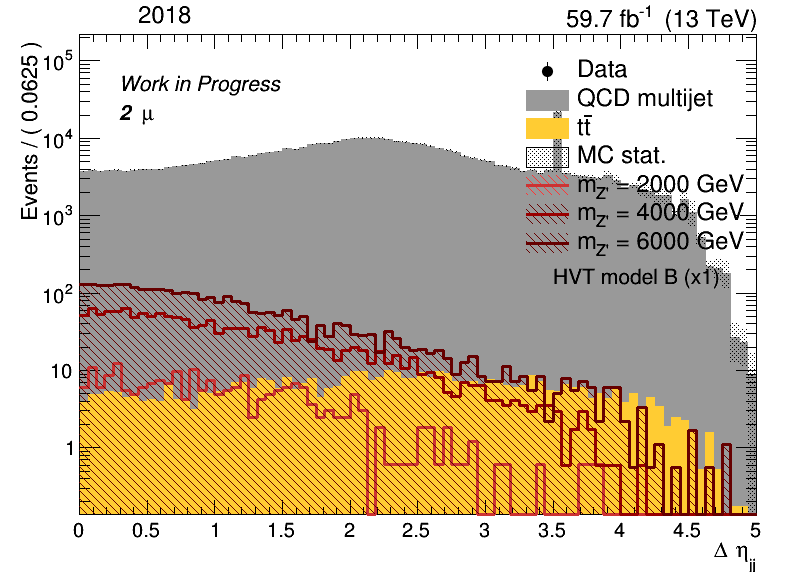 2018 59.7 fb⁻¹ (13 TeV)
Events / ( 0.0625 )
Work in Progress
2 μ
Data
QCD multijet
tt̄
MC stat.
m_Z' = 2000 GeV
m_Z' = 4000 GeV
m_Z' = 6000 GeV
HVT model B (x1)
10⁵
10⁴
10³
10²
10
1
0 0.5 1 1.5 2 2.5 3 3.5 4 4.5 5
Δ η_jj